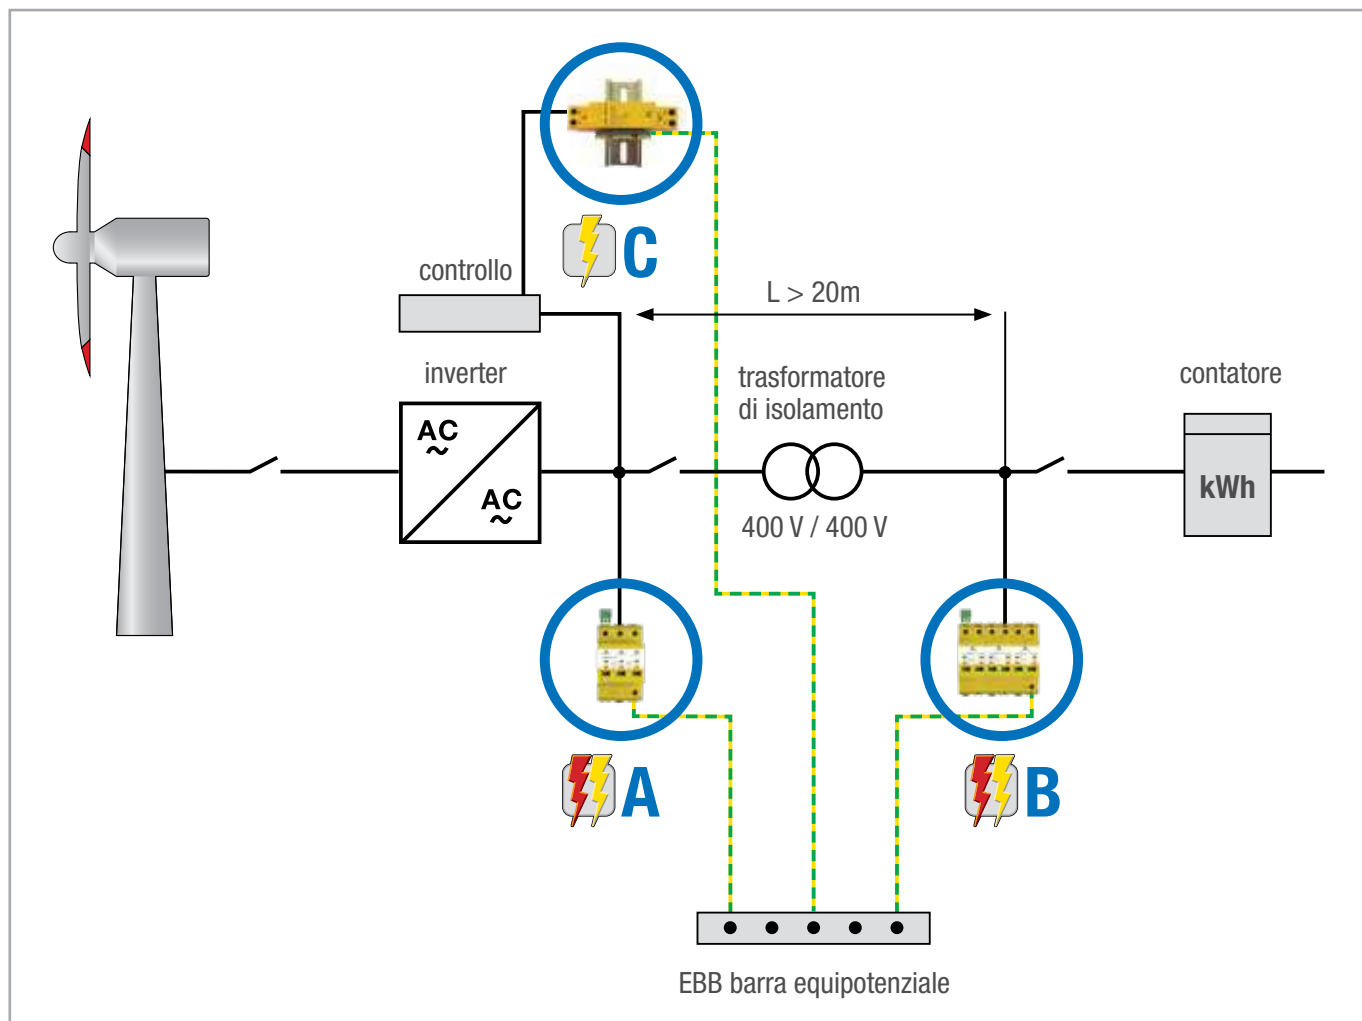 C
controllo
L > 20m
inverter
trasformatore
di isolamento
contatore
AC
~
AC
~
kWh
400 V / 400 V
A
B
EBB barra equipotenziale